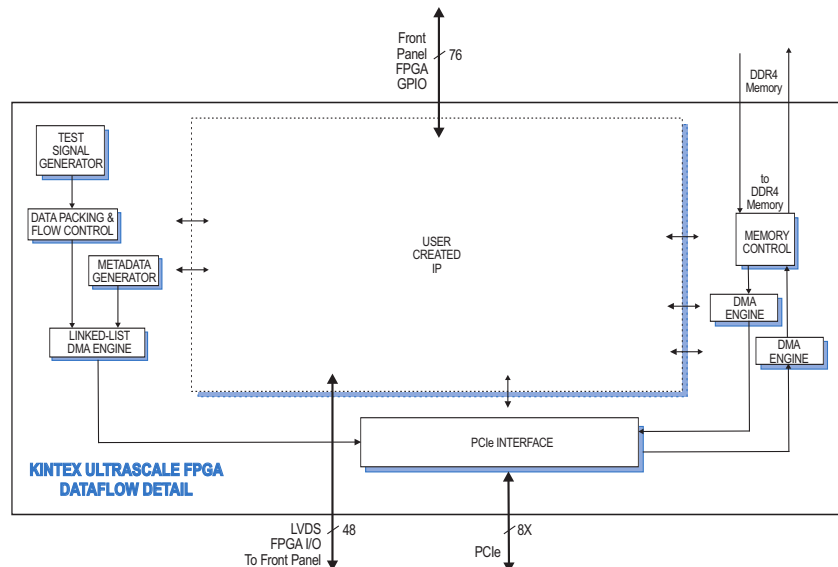 Front
Panel
FPGA
GPIO
76
DDR4
Memory
TEST
SIGNAL
GENERATOR
DATA PACKING &
FLOW CONTROL
METADATA
GENERATOR
LINKED-LIST
DMA ENGINE
USER
CREATED
IP
to
DDR4
Memory
MEMORY
CONTROL
DMA
ENGINE
DMA
ENGINE
PCIe INTERFACE
KINTEX ULTRASCALE FPGA
DATAFLOW DETAIL
LVDS
FPGA I/O
To Front Panel
48
8X
PCIe